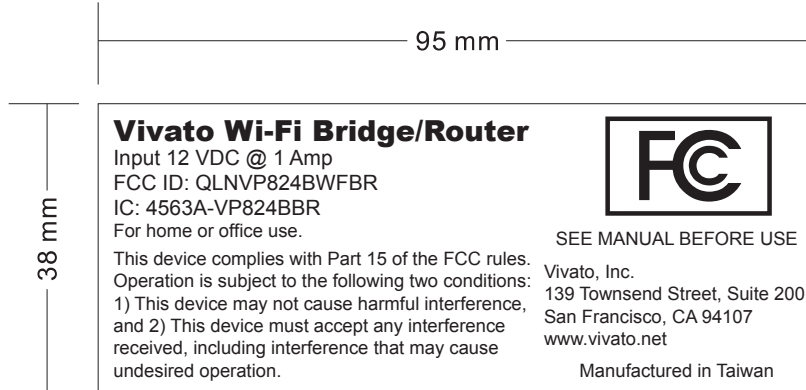 95 mm
38 mm
Vivato Wi-Fi Bridge/Router
Input 12 VDC @ 1 Amp
FCC ID: QLNVP824BWFBR
IC: 4563A-VP824BBR
For home or office use.
This device complies with Part 15 of the FCC rules.
Operation is subject to the following two conditions:
1) This device may not cause harmful interference,
and 2) This device must accept any interference
received, including interference that may cause
undesired operation.
FCC
SEE MANUAL BEFORE USE
Vivato, Inc.
139 Townsend Street, Suite 200
San Francisco, CA 94107
www.vivato.net
Manufactured in Taiwan